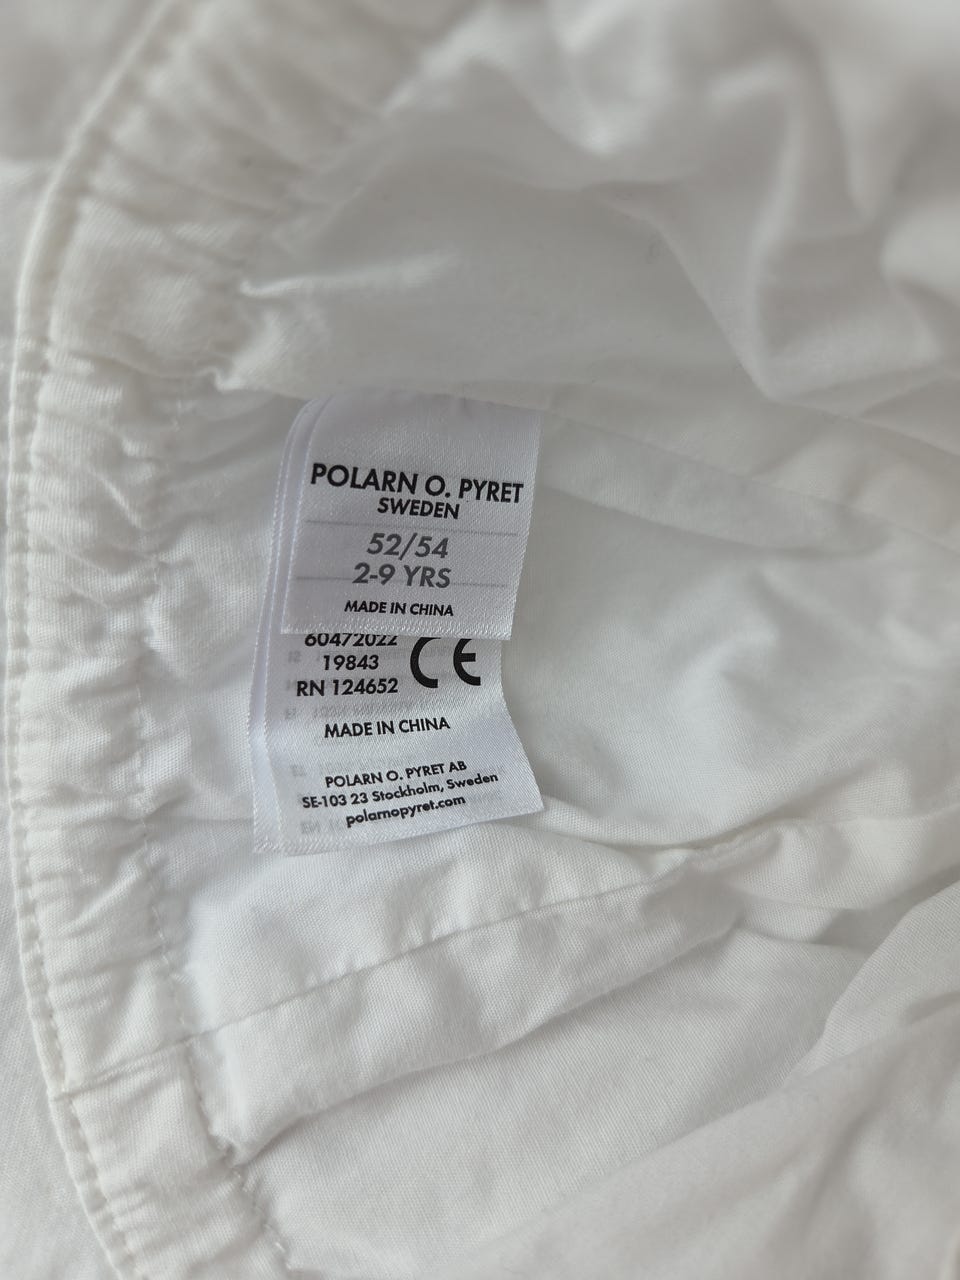 POLARN O. PYRET
SWEDEN
52/54
2-9 YRS
MADE IN CHINA
60472022
19843
RN 124652
CE
MADE IN CHINA
POLARN O. PYRET AB
SE-103 23 Stockholm, Sweden
polarnopyret.com